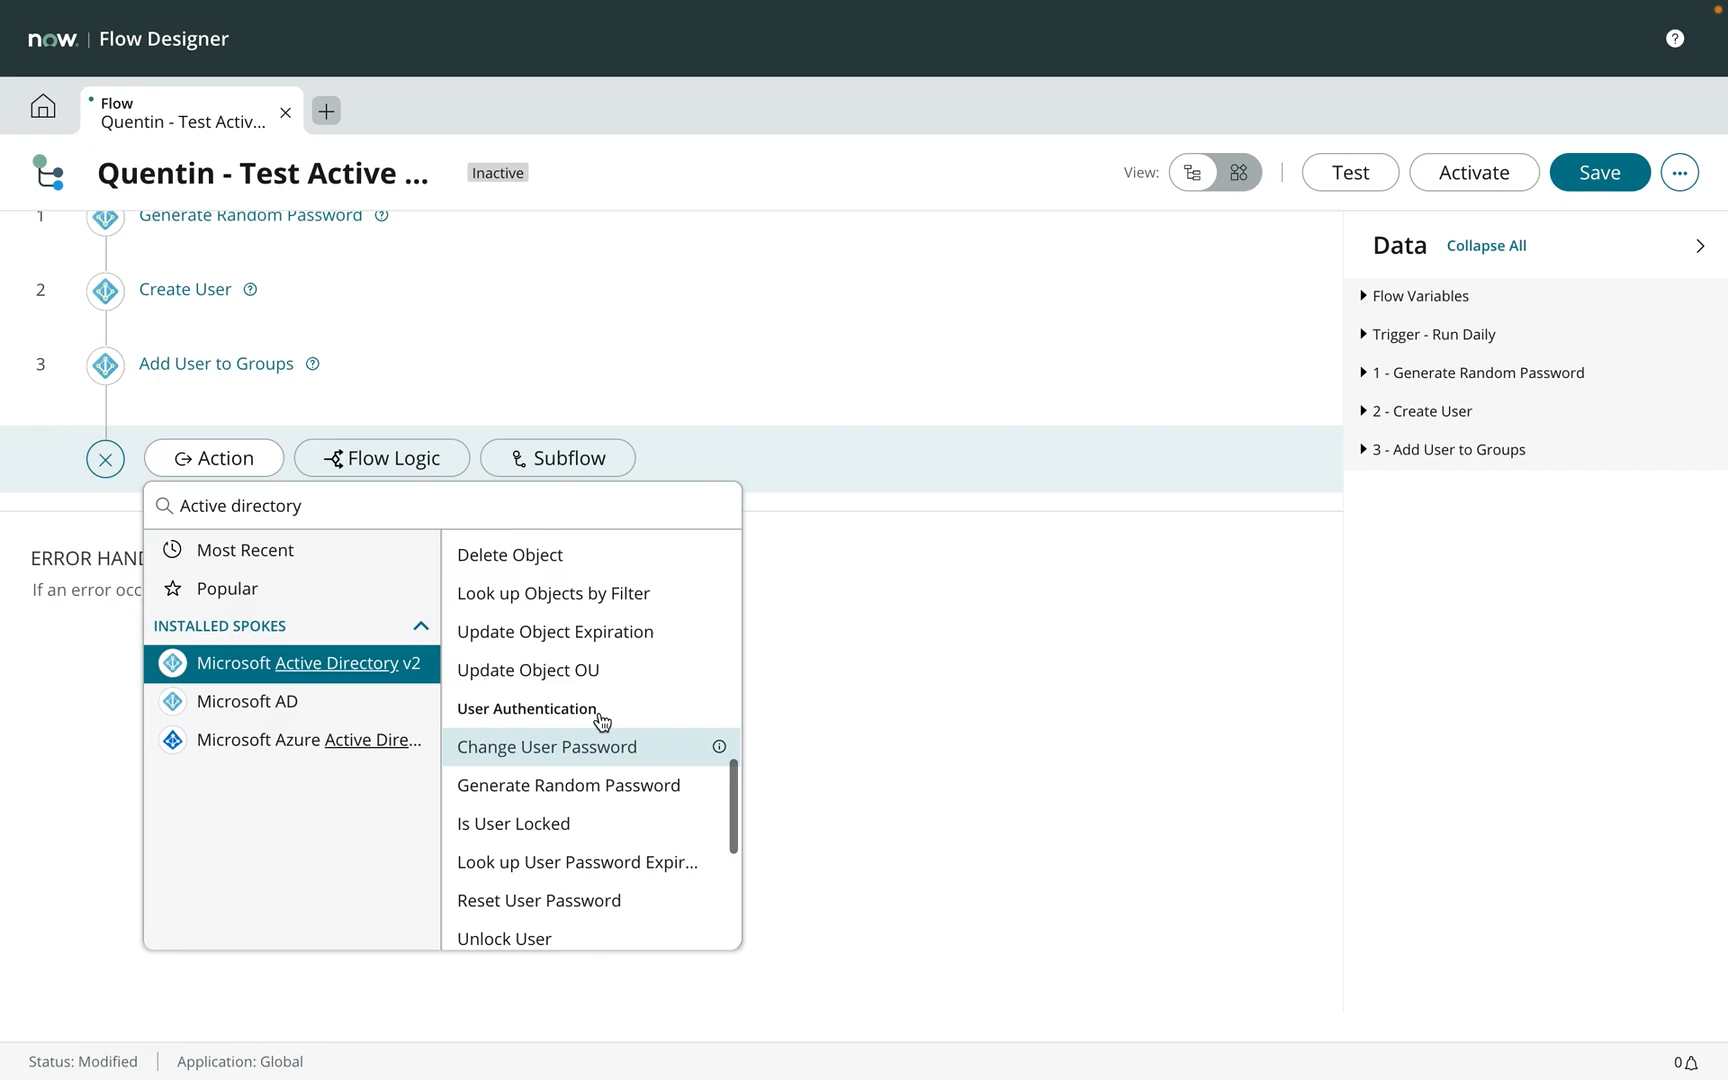 now. | Flow Designer
?
Flow
Quentin - Test Activ...
Quentin - Test Active ...
Inactive
View:
Test
Activate
Save
...
1 Generate Random Password ?
2 Create User ?
3 Add User to Groups ?
Action
Flow Logic
Subflow
Active directory
Most Recent
Popular
INSTALLED SPOKES
Microsoft Active Directory v2
Microsoft AD
Microsoft Azure Active Dire...
Delete Object
Look up Objects by Filter
Update Object Expiration
Update Object OU
User Authentication
Change User Password
Generate Random Password
Is User Locked
Look up User Password Expir...
Reset User Password
Unlock User
ERROR HAND
If an error occ
Data Collapse All
Flow Variables
Trigger - Run Daily
1 - Generate Random Password
2 - Create User
3 - Add User to Groups
Status: Modified | Application: Global
0